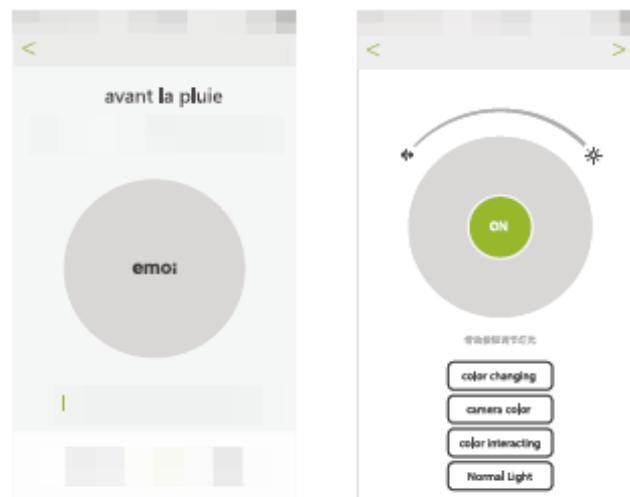 <
avant la pluie
emoi
< >
ON
color changing
camera color
color interacting
Normal Light